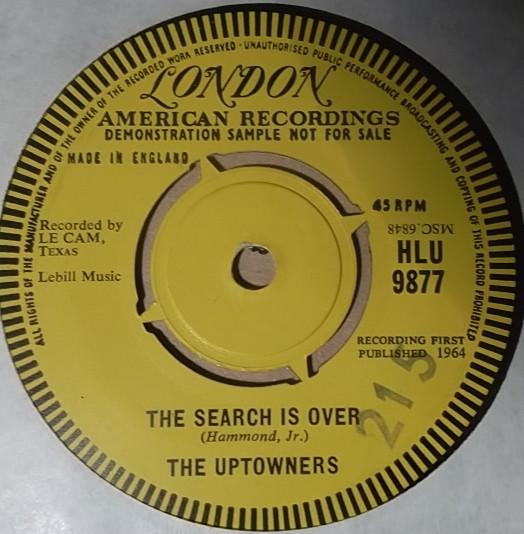 ALL RIGHTS OF THE MANUFACTURER AND OF THE OWNER OF THE RECORDED WORK RESERVED · UNAUTHORISED PUBLIC PERFORMANCE BROADCASTING AND COPYING OF THIS RECORD PROHIBITED
LONDON
AMERICAN RECORDINGS
DEMONSTRATION SAMPLE NOT FOR SALE
MADE IN ENGLAND
45 RPM
Recorded by
LE CAM,
TEXAS
MSC.6848
HLU
9877
Lebill Music
RECORDING FIRST
PUBLISHED 1964
215
THE SEARCH IS OVER
(Hammond, Jr.)
THE UPTOWNERS